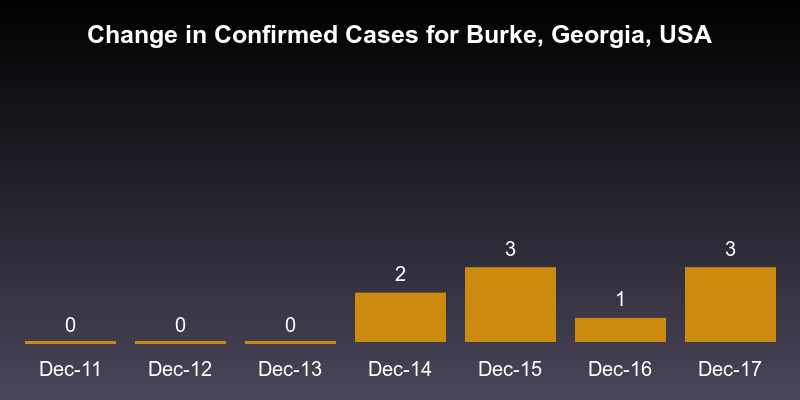 Change in Confirmed Cases for Burke, Georgia, USA
0 0 0 2 3 1 3
Dec-11 Dec-12 Dec-13 Dec-14 Dec-15 Dec-16 Dec-17